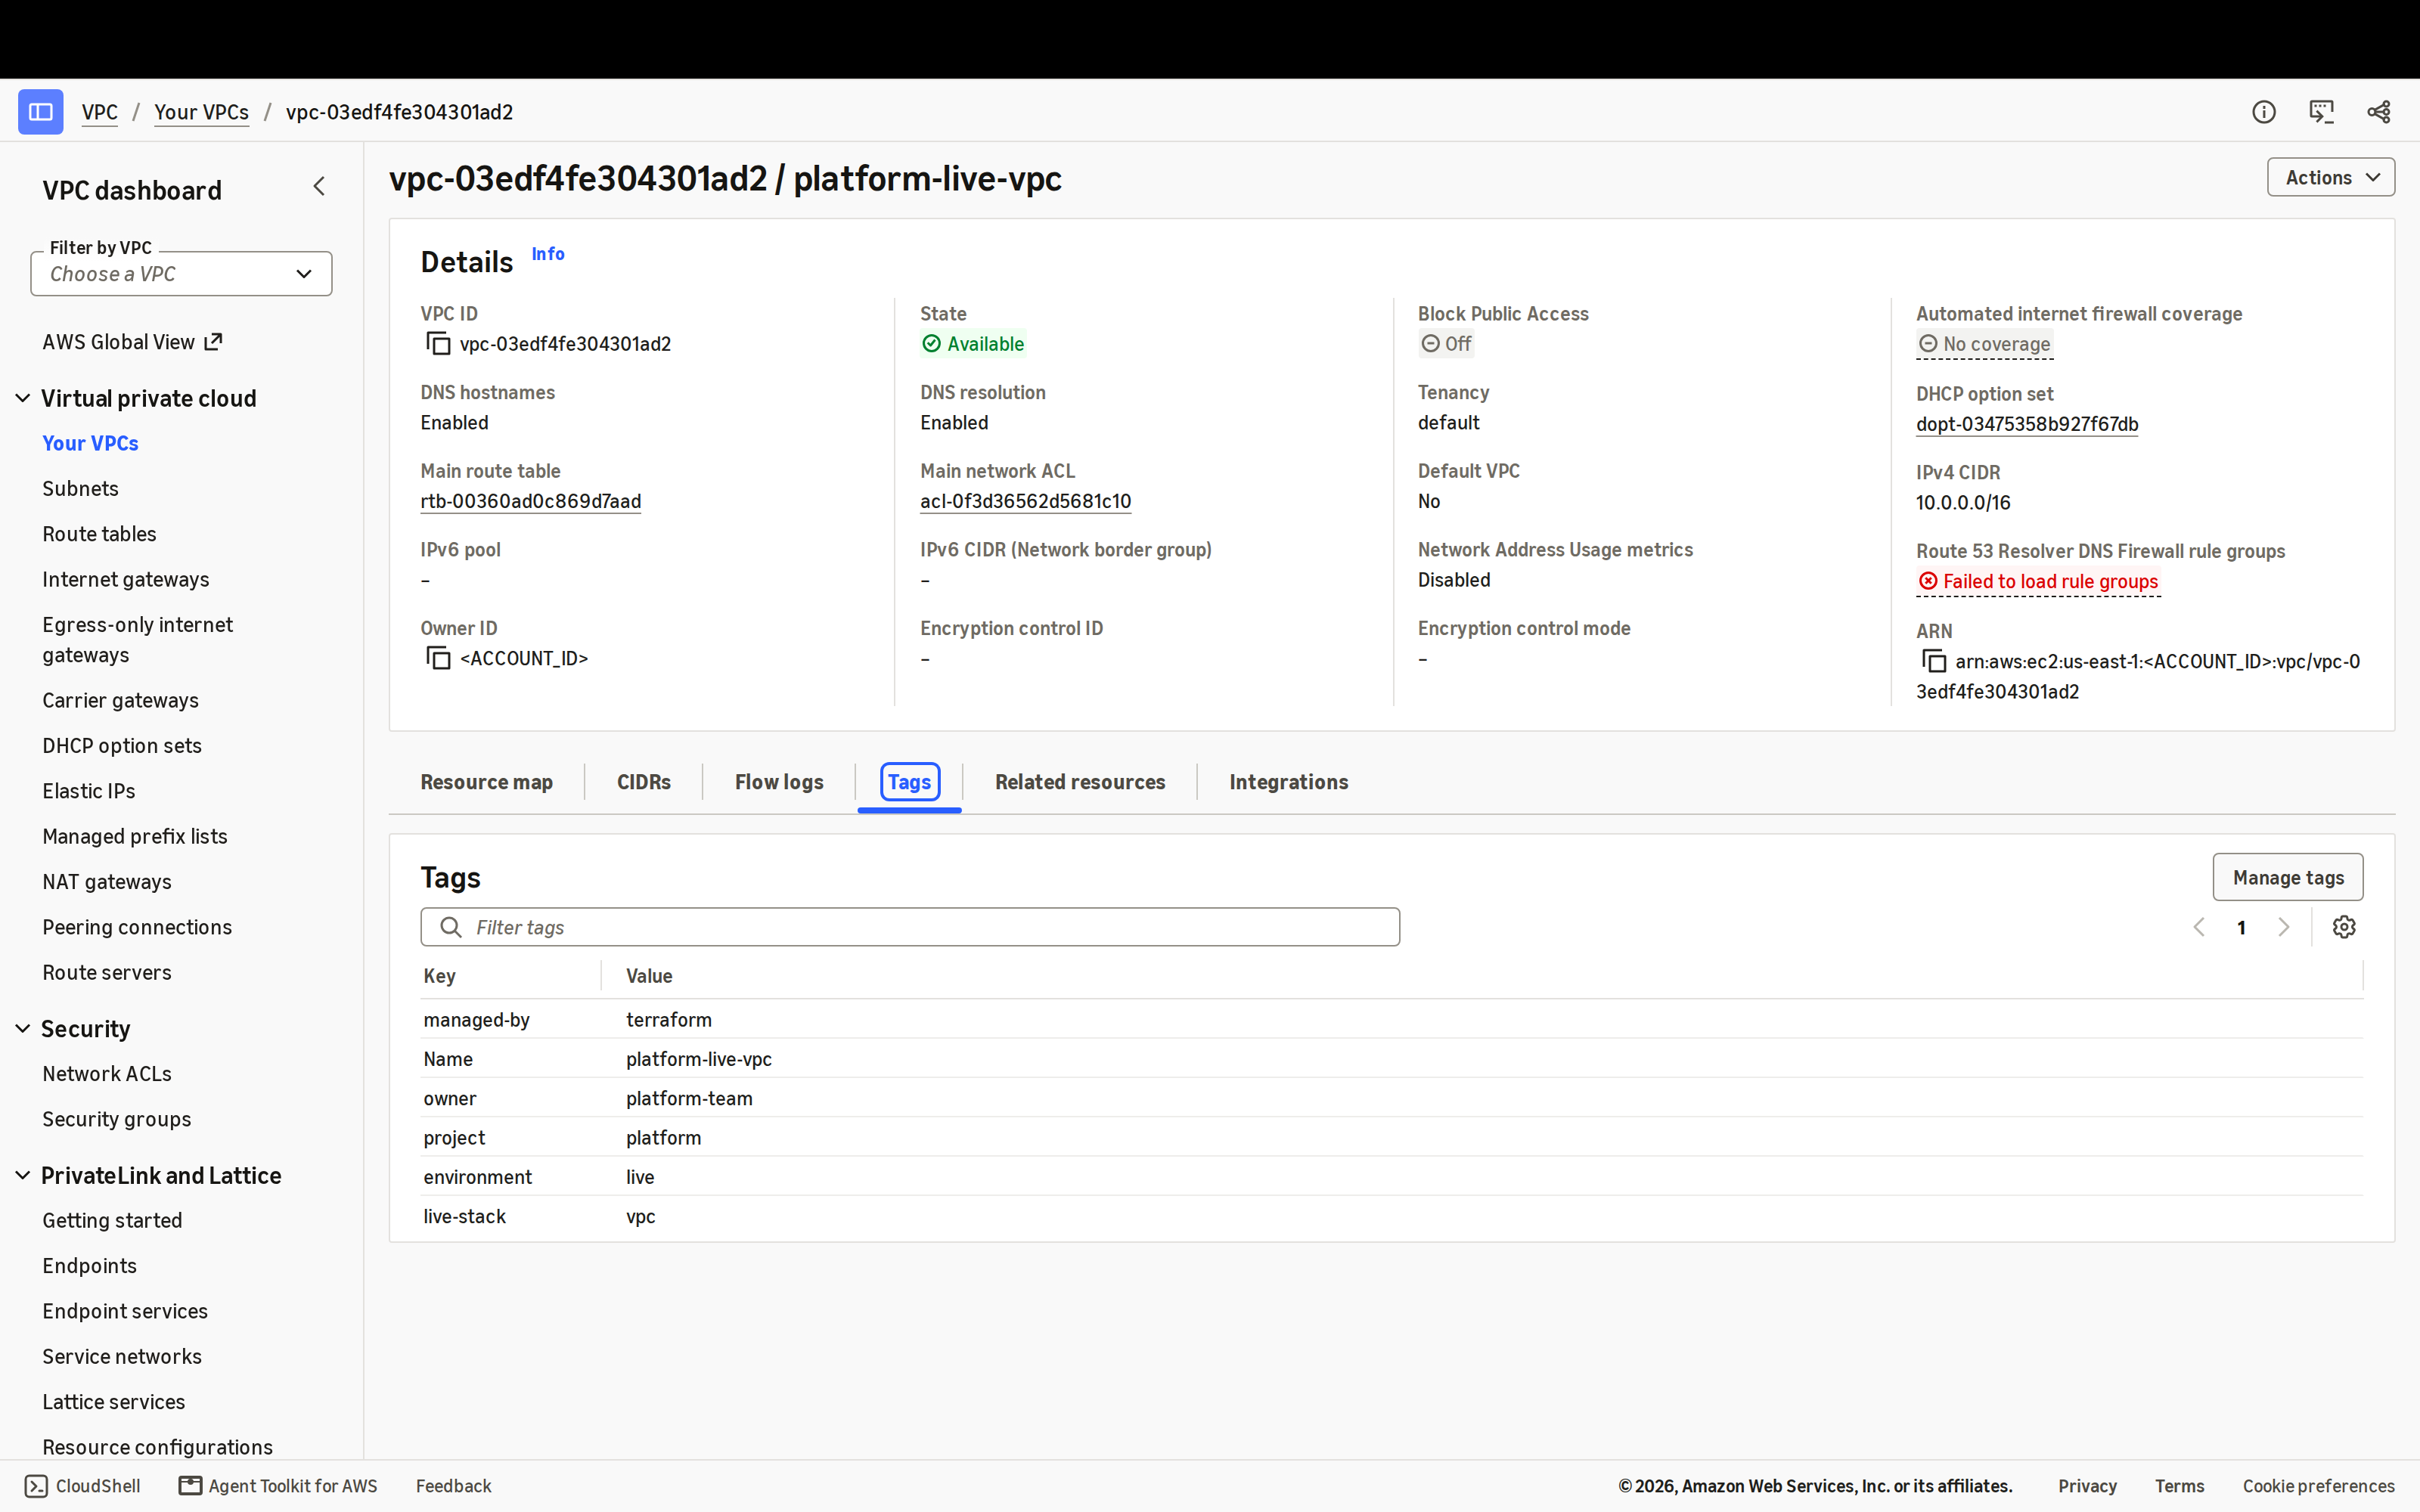 VPC / Your VPCs / vpc-03edf4fe304301ad2
VPC dashboard
Filter by VPC
Choose a VPC
AWS Global View
Virtual private cloud
Your VPCs
Subnets
Route tables
Internet gateways
Egress-only internet
gateways
Carrier gateways
DHCP option sets
Elastic IPs
Managed prefix lists
NAT gateways
Peering connections
Route servers
Security
Network ACLs
Security groups
PrivateLink and Lattice
Getting started
Endpoints
Endpoint services
Service networks
Lattice services
Resource configurations
vpc-03edf4fe304301ad2 / platform-live-vpc
Actions
Details Info
VPC ID
vpc-03edf4fe304301ad2
DNS hostnames
Enabled
Main route table
rtb-00360ad0c869d7aad
IPv6 pool
–
Owner ID
<ACCOUNT_ID>
State
Available
DNS resolution
Enabled
Main network ACL
acl-0f3d36562d5681c10
IPv6 CIDR (Network border group)
–
Encryption control ID
–
Block Public Access
Off
Tenancy
default
Default VPC
No
Network Address Usage metrics
Disabled
Encryption control mode
–
Automated internet firewall coverage
No coverage
DHCP option set
dopt-03475358b927f67db
IPv4 CIDR
10.0.0.0/16
Route 53 Resolver DNS Firewall rule groups
Failed to load rule groups
ARN
arn:aws:ec2:us-east-1:<ACCOUNT_ID>:vpc/vpc-0
3edf4fe304301ad2
Resource map CIDRs Flow logs Tags Related resources Integrations
Tags
Manage tags
Filter tags
1
Key Value
managed-by terraform
Name platform-live-vpc
owner platform-team
project platform
environment live
live-stack vpc
CloudShell Agent Toolkit for AWS Feedback © 2026, Amazon Web Services, Inc. or its affiliates. Privacy Terms Cookie preferences